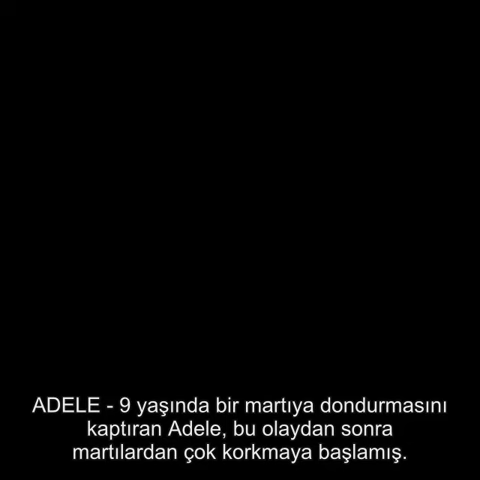 ADELE - 9 yaşında bir martıya dondurmasını
kaptıran Adele, bu olaydan sonra
martılardan çok korkmaya başlamış.